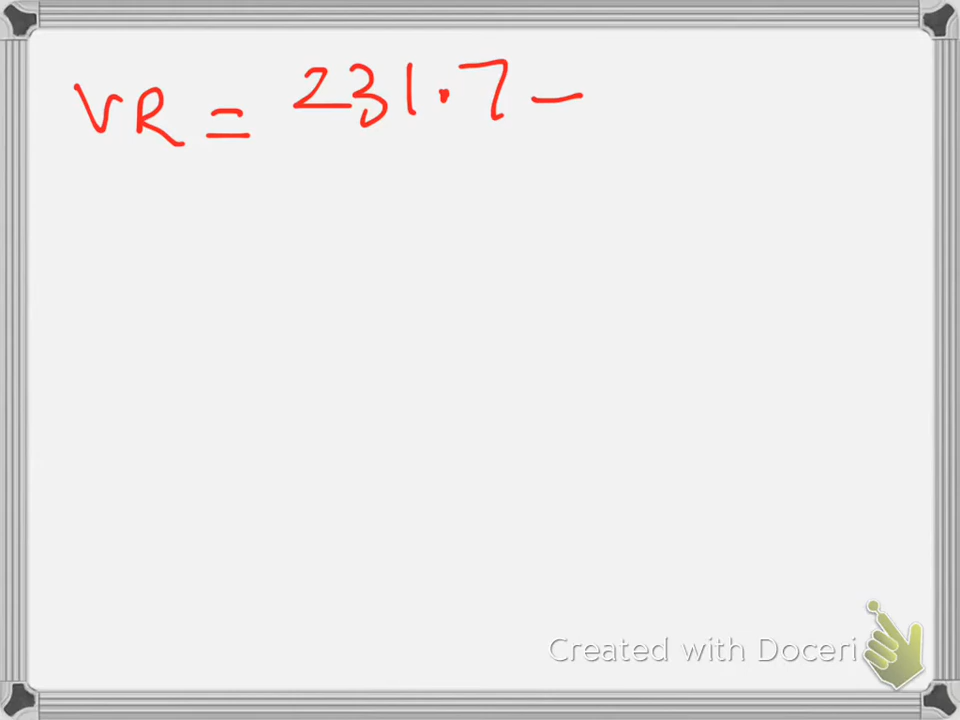 VR = 231.7 -
Created with Doceri